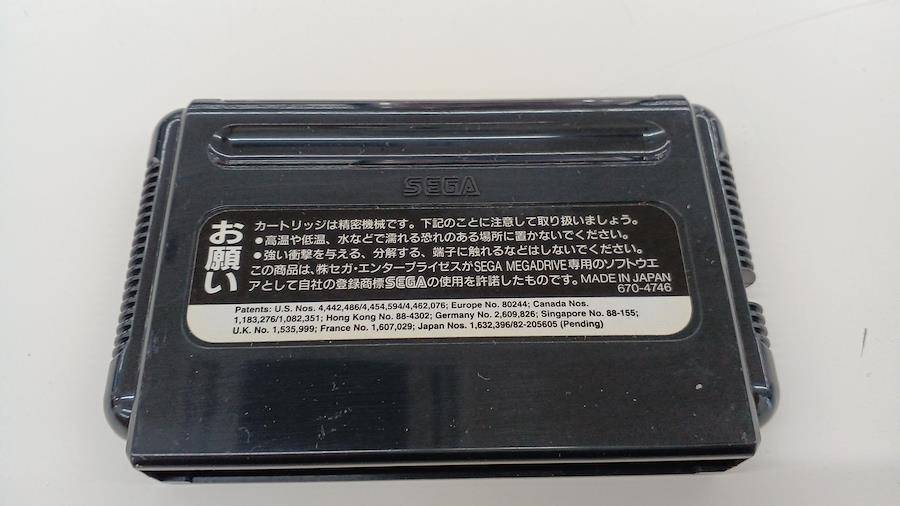 SEGA
お願い
カートリッジは精密機械です。下記のことに注意して取り扱いましょう。
●高温や低温、水などで濡れる恐れのある場所に置かないでください。
●強い衝撃を与える、分解する、端子に触れるなどはしないでください。
この商品は、㈱セガ・エンタープライゼスがSEGA MEGADRIVE専用のソフトウエ
アとして自社の登録商標SEGAの使用を許諾したものです。MADE IN JAPAN
670-4746
Patents: U.S. Nos. 4,442,486/4,454,594/4,462,076; Europe No. 80244; Canada Nos.
1,183,276/1,082,351; Hong Kong No. 88-4302; Germany No. 2,609,826; Singapore No. 88-155;
U.K. No. 1,535,999; France No. 1,607,029; Japan Nos. 1,632,396/82-205605 (Pending)